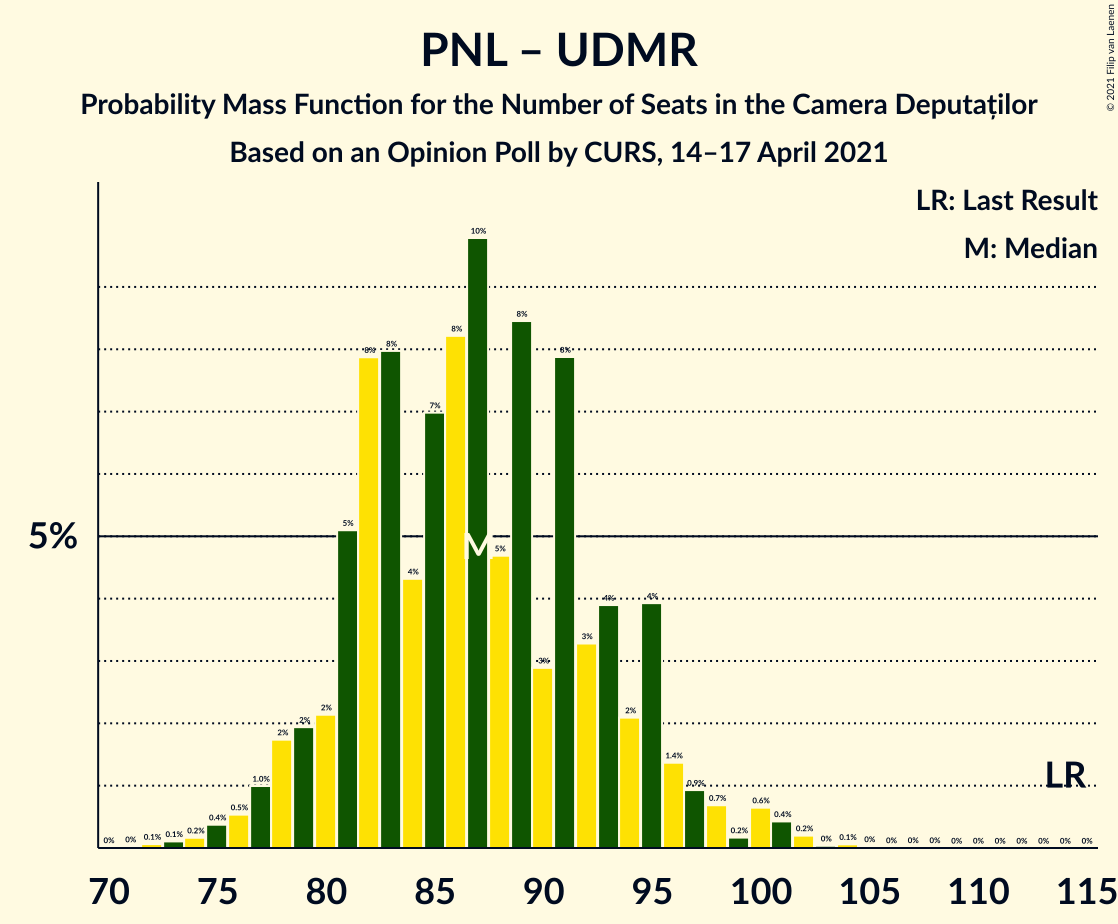 PNL – UDMR
Probability Mass Function for the Number of Seats in the Camera Deputaților
Based on an Opinion Poll by CURS, 14–17 April 2021
© 2021 Filip van Laenen
LR: Last Result
M: Median
5%
0% 0% 0.1% 0.1% 0.2% 0.4% 0.5% 1.0% 2% 2% 2% 5% 8% 8% 4% 7% 8% 10% 5% 8% 3% 8% 3% 4% 2% 4% 1.4% 0.9% 0.7% 0.2% 0.6% 0.4% 0.2% 0% 0.1% 0% 0% 0% 0% 0% 0% 0% 0% 0% 0% 0%
M
LR
70 75 80 85 90 95 100 105 110 115